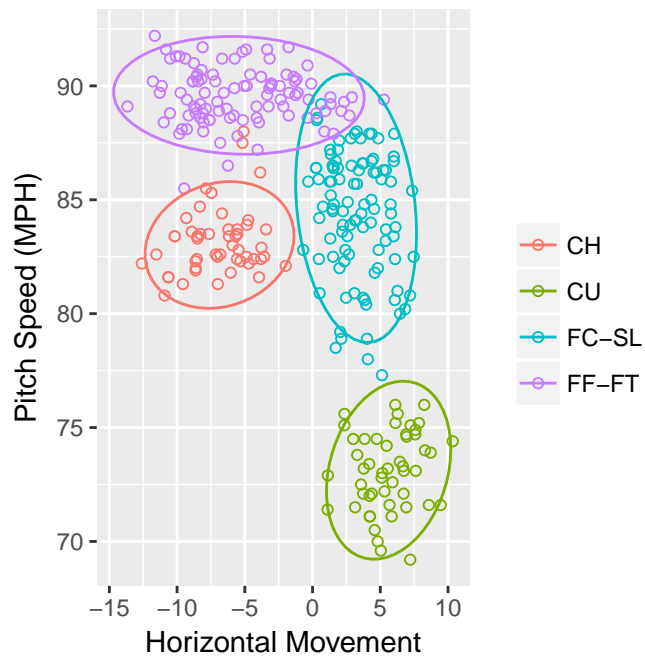 Pitch Speed (MPH)
90
85
80
75
70
−15 −10 −5 0 5 10
Horizontal Movement
CH
CU
FC−SL
FF−FT